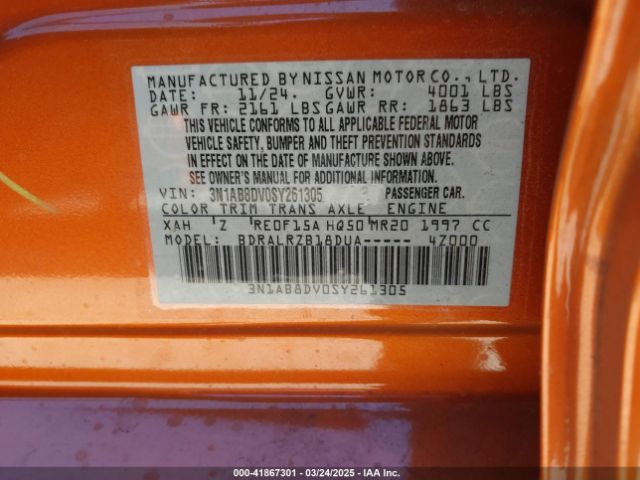 MANUFACTURED BY NISSAN MOTOR CO., LTD.
DATE: 11/24. GVWR: 4001 LBS
GAWR FR: 2161 LBS GAWR RR: 1863 LBS
THIS VEHICLE CONFORMS TO ALL APPLICABLE FEDERAL MOTOR
VEHICLE SAFETY, BUMPER AND THEFT PREVENTION STANDARDS
IN EFFECT ON THE DATE OF MANUFACTURE SHOWN ABOVE.
SEE OWNER'S MANUAL FOR ADDITIONAL INFORMATION.
VIN: 3N1AB8DV0SY261305 PASSENGER CAR.
COLOR TRIM TRANS AXLE ENGINE
XAH 'Z 'RE0F15A HQ50 MR20 1997 CC
MODEL: BDRALRZB18DUA----- 4Z000
3N1AB8DV0SY261305
000-41867301 - 03/24/2025 - IAA Inc.